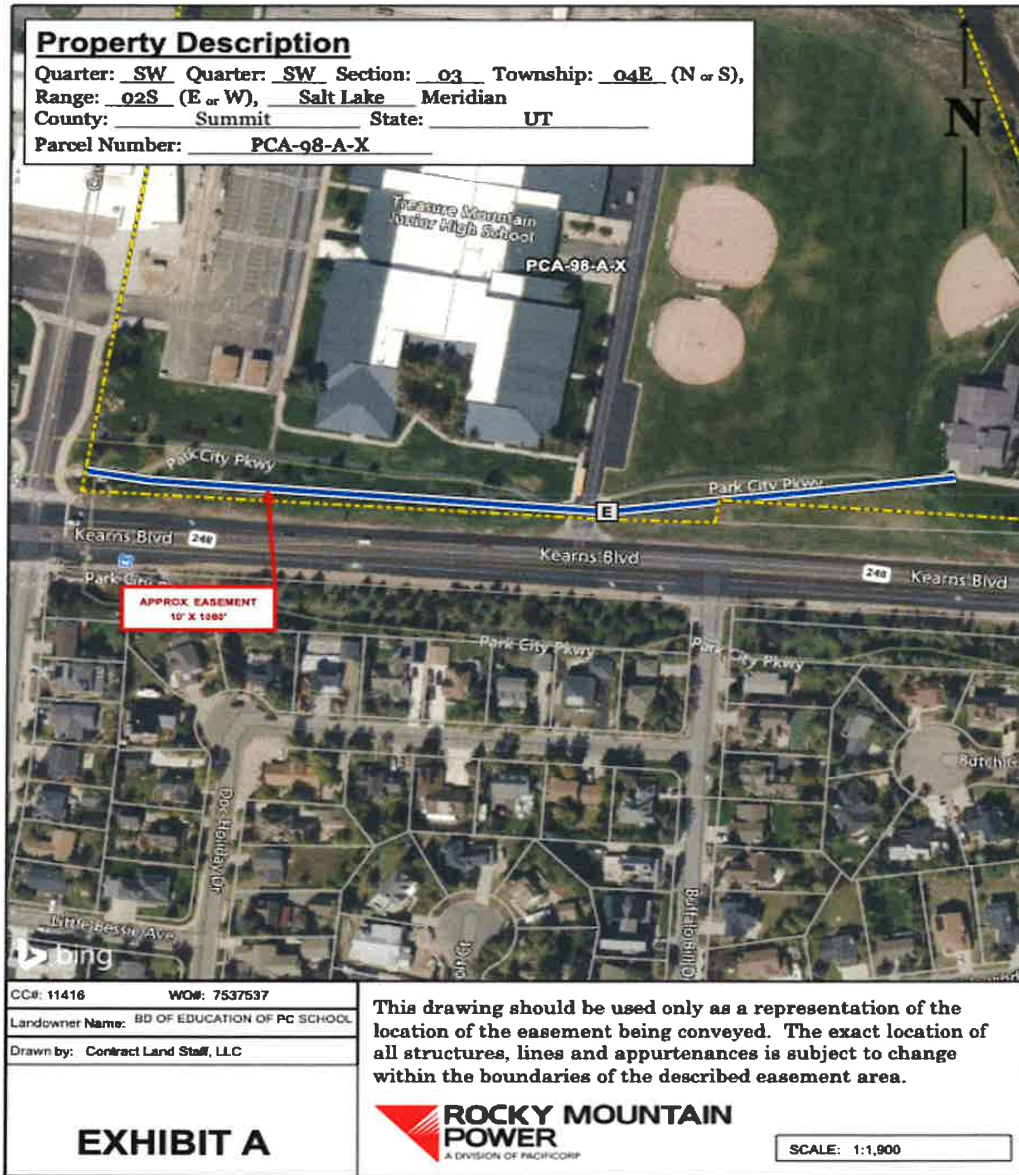 Property Description
Quarter: SW Quarter: SW Section: 03 Township: 04E (N or S),
Range: 02S (E or W), Salt Lake Meridian
County: Summit State: UT
Parcel Number: PCA-98-A-X
N
Treasure Mountain
Junior High School
PCA-98-A-X
Park City Pkwy
Park City Pkwy
E
Kearns Blvd 248
Kearns Blvd
248 Kearns Blvd
Park City
APPROX. EASEMENT
Park City Pkwy
Park City Pkwy
Doc Holliday Dr
Buffalo Bill Dr
Little Bessie Ave
bing
CC#: 11416 WO#: 7537537
Landowner Name: BD OF EDUCATION OF PC SCHOOL
Drawn by: Contract Land Staff, LLC
EXHIBIT A
This drawing should be used only as a representation of the
location of the easement being conveyed. The exact location of
all structures, lines and appurtenances is subject to change
within the boundaries of the described easement area.
ROCKY MOUNTAIN
POWER
A DIVISION OF PACIFICORP
SCALE: 1:1,900